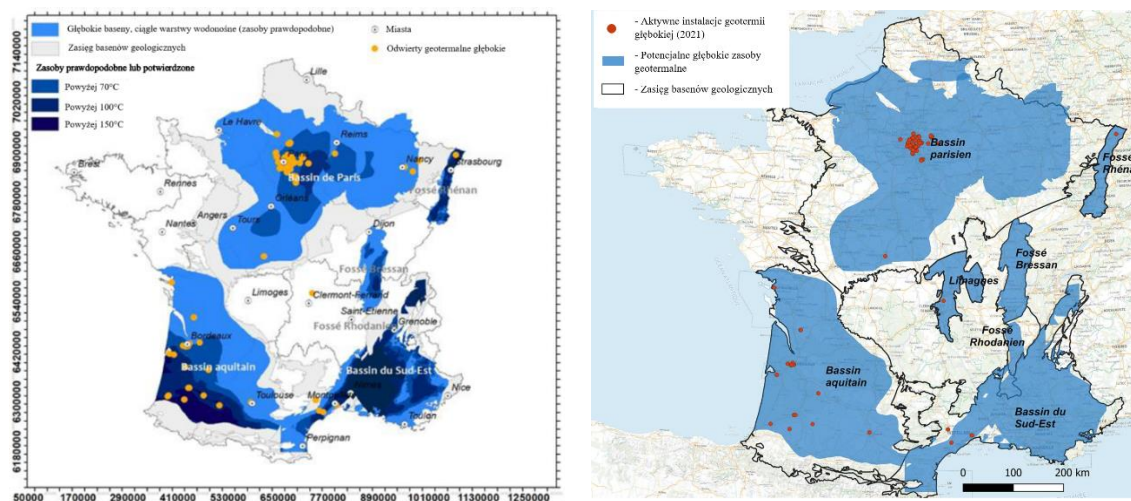 Głębokie baseny, ciągłe warstwy wodonośne (zasoby prawdopodobne)
Zasięg basenów geologicznych
Miasta
Odwierty geotermalne głębokie
Zasoby prawdopodobne lub potwierdzone
Powyżej 70°C
Powyżej 100°C
Powyżej 150°C
7140000
7020000
6900000
6780000
6660000
6540000
6420000
6300000
6180000
Lille
Le Havre
Reims
Brest
Nancy
Strasbourg
Bassin de Paris
Rennes
Fossé Rhénan
Orléans
Angers
Tours
Nantes
Dijon
Fossé Bressan
Limoges
Clermont-Ferrand
Saint-Etienne
Grenoble
Fossé Rhodanien
Bordeaux
Bassin aquitain
Bassin du Sud-Est
Nice
Toulouse
Toulon
Perpignan
50000 170000 290000 410000 530000 650000 770000 890000 1010000 1130000 1250000
- Aktywne instalacje geotermii
głębokiej (2021)
- Potencjalne głębokie zasoby
geotermalne
- Zasięg basenów geologicznych
Bassin
parisien
Fossé
Rhénan
Fossé
Bressan
Limagnes
Fossé
Rhodanien
Bassin
aquitain
Bassin du
Sud-Est
0 100 200 km